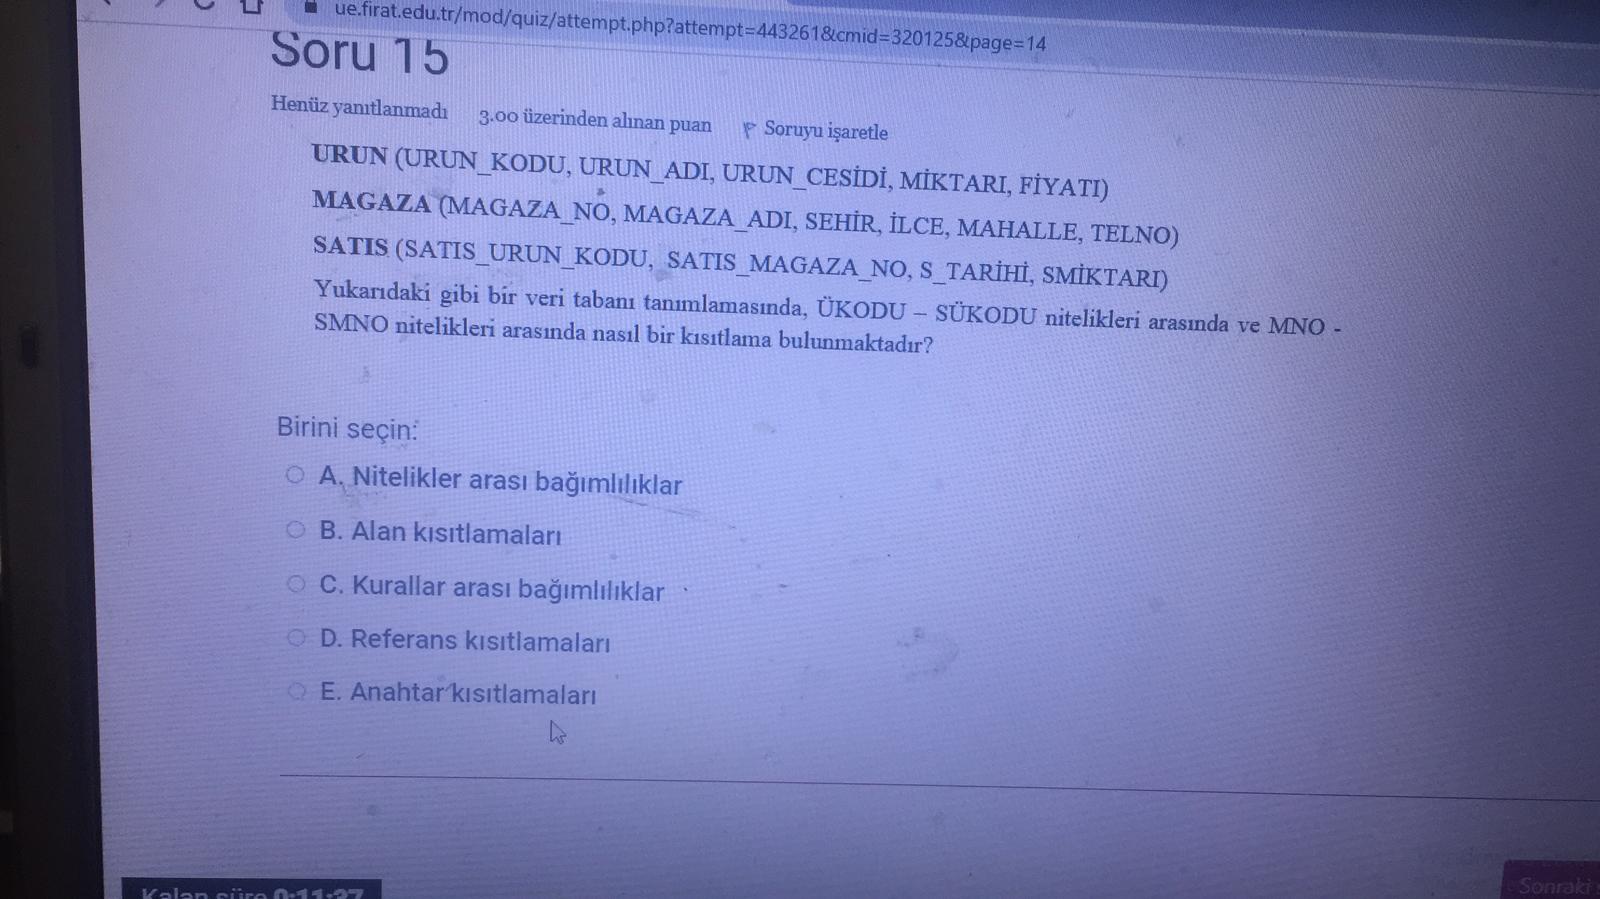 ue.firat.edu.tr/mod/quiz/attempt.php?attempt=443261&cmid=320125&page=14
Soru 15
Henüz yanıtlanmadı 3.00 üzerinden alınan puan Soruyu işaretle
URUN (URUN_KODU, URUN_ADI, URUN_CESİDİ, MİKTARI, FİYATI)
MAGAZA (MAGAZA_NO, MAGAZA_ADI, SEHİR, İLCE, MAHALLE, TELNO)
SATIS (SATIS_URUN_KODU, SATIS_MAGAZA_NO, S_TARİHİ, SMİKTARI)
Yukarıdaki gibi bir veri tabanı tanımlamasında, ÜKODU – SÜKODU nitelikleri arasında ve MNO -
SMNO nitelikleri arasında nasıl bir kısıtlama bulunmaktadır?
Birini seçin:
A. Nitelikler arası bağımlılıklar
B. Alan kısıtlamaları
C. Kurallar arası bağımlılıklar
D. Referans kısıtlamaları
E. Anahtar kısıtlamaları
Kalan süre 0:11:27
Sonraki